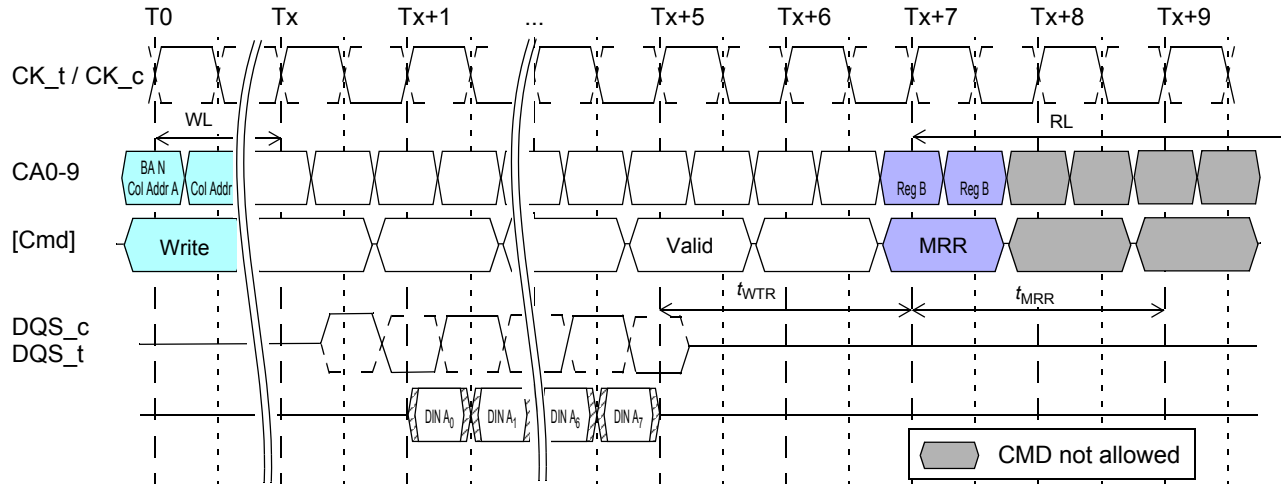 T0 Tx Tx+1 ... Tx+5 Tx+6 Tx+7 Tx+8 Tx+9
CK_t / CK_c
WL RL
CA0-9
BA N
Col Addr A Col Addr Reg B Reg B
[Cmd] Write Valid MRR
tWTR tMRR
DQS_c
DQS_t
DIN A0 DIN A1 DIN A6 DIN A7
CMD not allowed